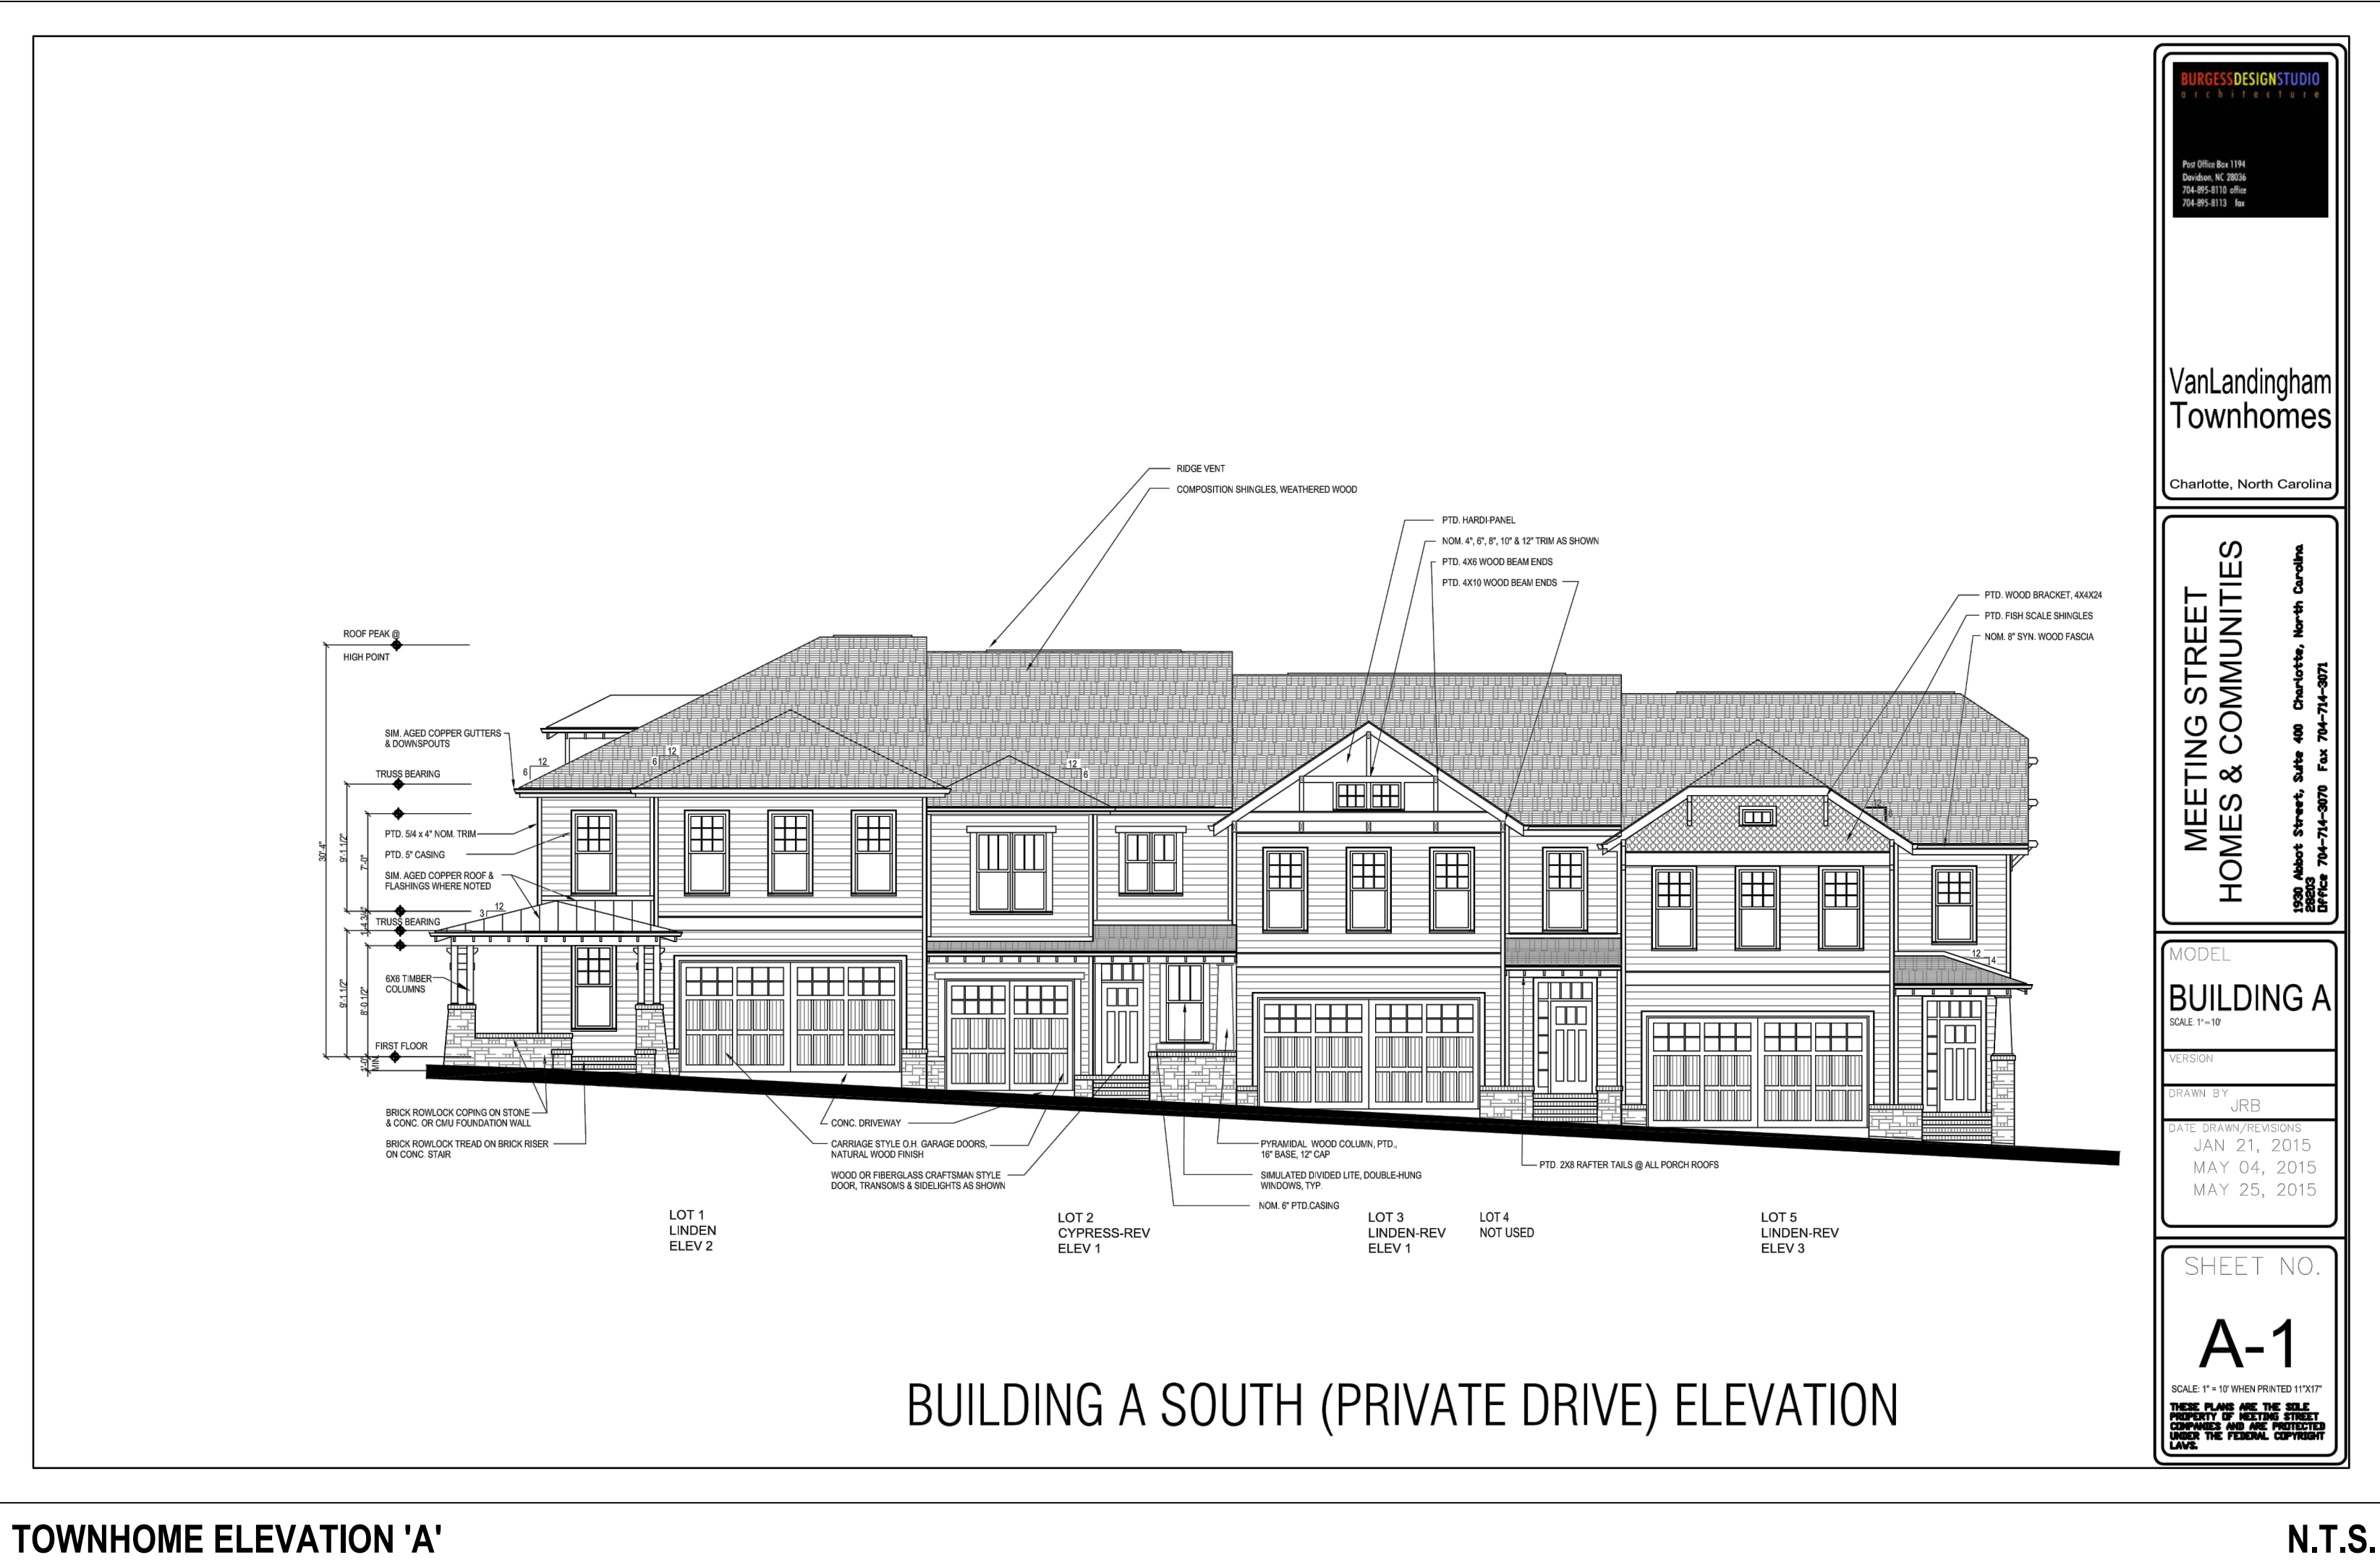 RIDGE VENT
COMPOSITION SHINGLES, WEATHERED WOOD
PTD. HARDI-PANEL
NOM. 4", 6", 8", 10" & 12" TRIM AS SHOWN
PTD. 4X6 WOOD BEAM ENDS
PTD. 4X10 WOOD BEAM ENDS
PTD. WOOD BRACKET, 4X4X24
PTD. FISH SCALE SHINGLES
NOM. 8" SYN. WOOD FASCIA
ROOF PEAK @
HIGH POINT
SIM. AGED COPPER GUTTERS
& DOWNSPOUTS
12
6
12
6
12
6
TRUSS BEARING
PTD. 5/4 x 4" NOM. TRIM
PTD. 5" CASING
SIM. AGED COPPER ROOF &
FLASHINGS WHERE NOTED
12
3
TRUSS BEARING
30'-4"
9'-1 1/2"
7'-0"
9'-1 1/2"
8'-0 1/2"
MIN.
12
4
6X6 TIMBER
COLUMNS
FIRST FLOOR
BRICK ROWLOCK COPING ON STONE
& CONC. OR CMU FOUNDATION WALL
BRICK ROWLOCK TREAD ON BRICK RISER
ON CONC. STAIR
CONC. DRIVEWAY
CARRIAGE STYLE O.H. GARAGE DOORS,
NATURAL WOOD FINISH
WOOD OR FIBERGLASS CRAFTSMAN STYLE
DOOR, TRANSOMS & SIDELIGHTS AS SHOWN
PYRAMIDAL WOOD COLUMN, PTD.,
16" BASE, 12" CAP
SIMULATED DIVIDED LITE, DOUBLE-HUNG
WINDOWS, TYP.
NOM. 6" PTD.CASING
PTD. 2X8 RAFTER TAILS @ ALL PORCH ROOFS
LOT 1
LINDEN
ELEV 2
LOT 2
CYPRESS-REV
ELEV 1
LOT 3
LINDEN-REV
ELEV 1
LOT 4
NOT USED
LOT 5
LINDEN-REV
ELEV 3
BUILDING A SOUTH (PRIVATE DRIVE) ELEVATION
BURGESSDESIGNSTUDIO
architecture
Post Office Box 1194
Davidson, NC 28036
704-895-8110 office
704-895-8113 fax
VanLandingham
Townhomes
Charlotte, North Carolina
MEETING STREET
HOMES & COMMUNITIES
1930 Abbot Street, Suite 400 Charlotte, North Carolina
28203
Office 704-714-3070 Fax 704-714-3071
MODEL
BUILDING A
SCALE: 1" = 10'
VERSION
DRAWN BY
JRB
DATE DRAWN/REVISIONS
JAN 21, 2015
MAY 04, 2015
MAY 25, 2015
SHEET NO.
A-1
SCALE: 1" = 10' WHEN PRINTED 11"X17"
THESE PLANS ARE THE SOLE
PROPERTY OF MEETING STREET
COMPANIES AND ARE PROTECTED
UNDER THE FEDERAL COPYRIGHT
LAWS.
TOWNHOME ELEVATION 'A'
N.T.S.